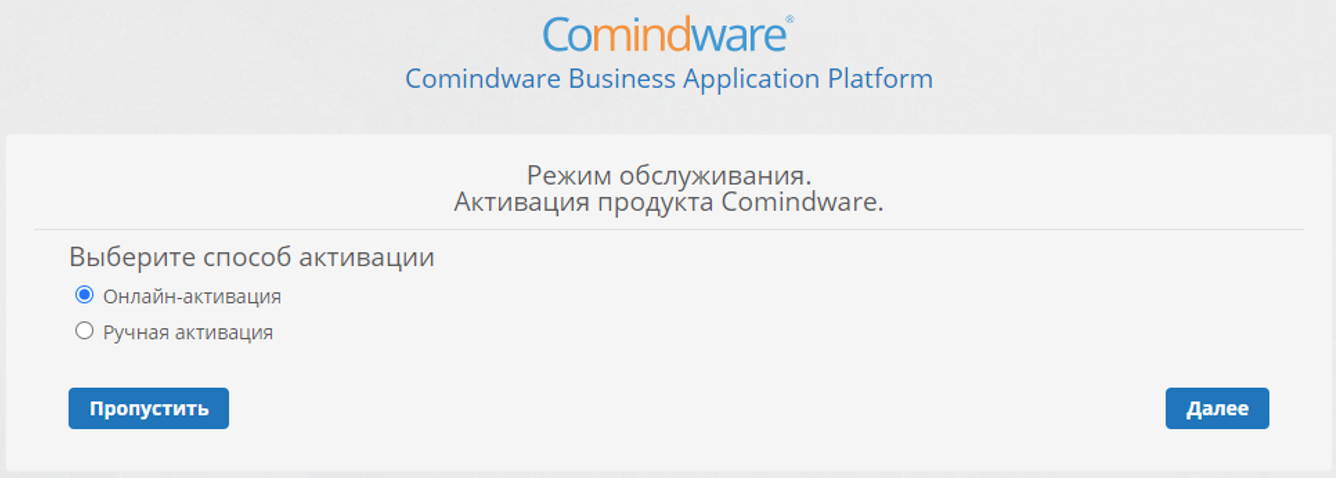 Comindware®
Comindware Business Application Platform
Режим обслуживания.
Активация продукта Comindware.
Выберите способ активации
Онлайн-активация
Ручная активация
Пропустить
Далее